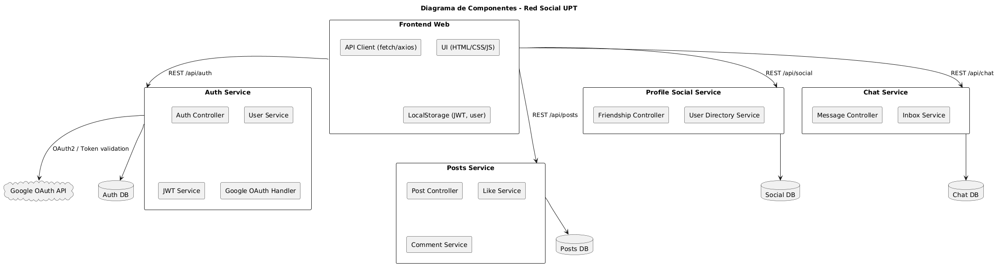 Diagrama de Componentes - Red Social UPT
Frontend Web
API Client (fetch/axios)
UI (HTML/CSS/JS)
LocalStorage (JWT, user)
REST /api/auth
REST /api/social
REST /api/chat
REST /api/posts
Auth Service
Auth Controller
User Service
JWT Service
Google OAuth Handler
Profile Social Service
Friendship Controller
User Directory Service
Chat Service
Message Controller
Inbox Service
OAuth2 / Token validation
Google OAuth API
Auth DB
Posts Service
Post Controller
Like Service
Comment Service
Posts DB
Social DB
Chat DB